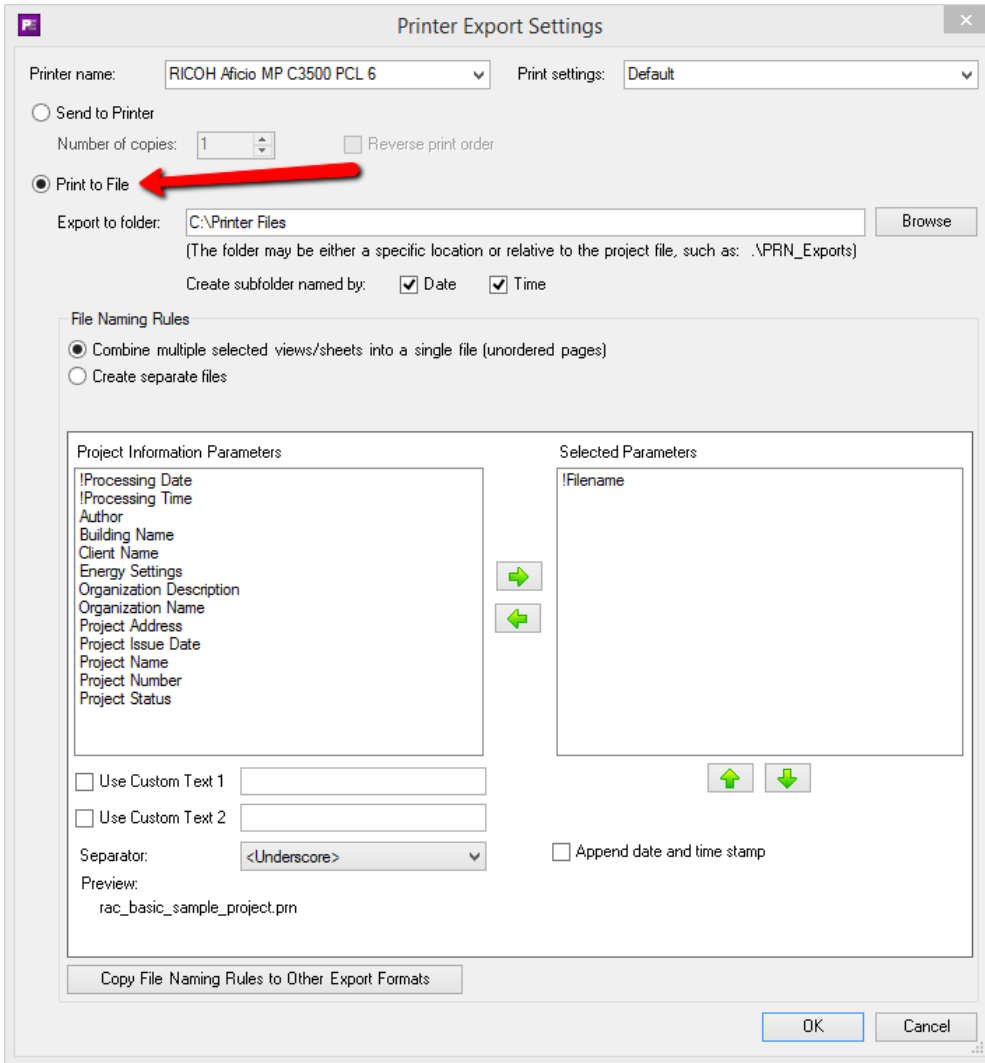 PE
Printer Export Settings
Printer name: RICOH Aficio MP C3500 PCL 6 Print settings: Default
Send to Printer
Number of copies: 1 Reverse print order
Print to File
Export to folder: C:\Printer Files Browse
(The folder may be either a specific location or relative to the project file, such as: .\PRN_Exports)
Create subfolder named by: Date Time
File Naming Rules
Combine multiple selected views/sheets into a single file (unordered pages)
Create separate files
Project Information Parameters
!Processing Date
!Processing Time
Author
Building Name
Client Name
Energy Settings
Organization Description
Organization Name
Project Address
Project Issue Date
Project Name
Project Number
Project Status
Selected Parameters
!Filename
Use Custom Text 1
Use Custom Text 2
Separator: <Underscore>
Append date and time stamp
Preview:
rac_basic_sample_project.prn
Copy File Naming Rules to Other Export Formats
OK Cancel